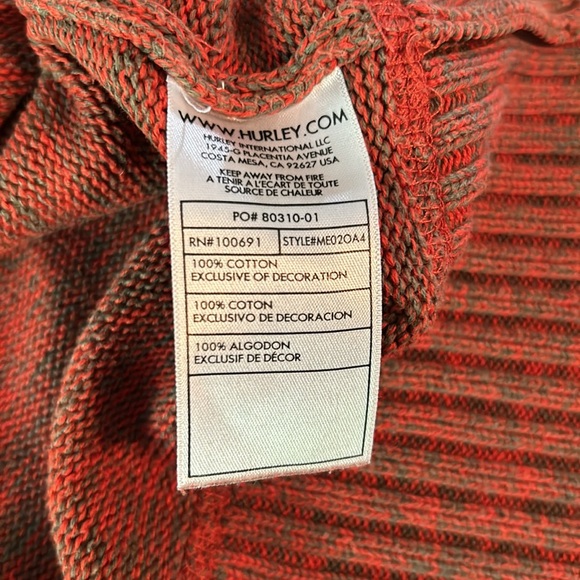 WWW.HURLEY.COM
HURLEY INTERNATIONAL LLC
1945-G PLACENTIA AVENUE
COSTA MESA, CA 92627 USA
KEEP AWAY FROM FIRE
A TENIR A L'ECART DE TOUTE
SOURCE DE CHALEUR
PO# 80310-01
RN#100691 STYLE#ME02OA4
100% COTTON
EXCLUSIVE OF DECORATION
100% COTON
EXCLUSIVO DE DECORACION
100% ALGODON
EXCLUSIF DE DÉCOR